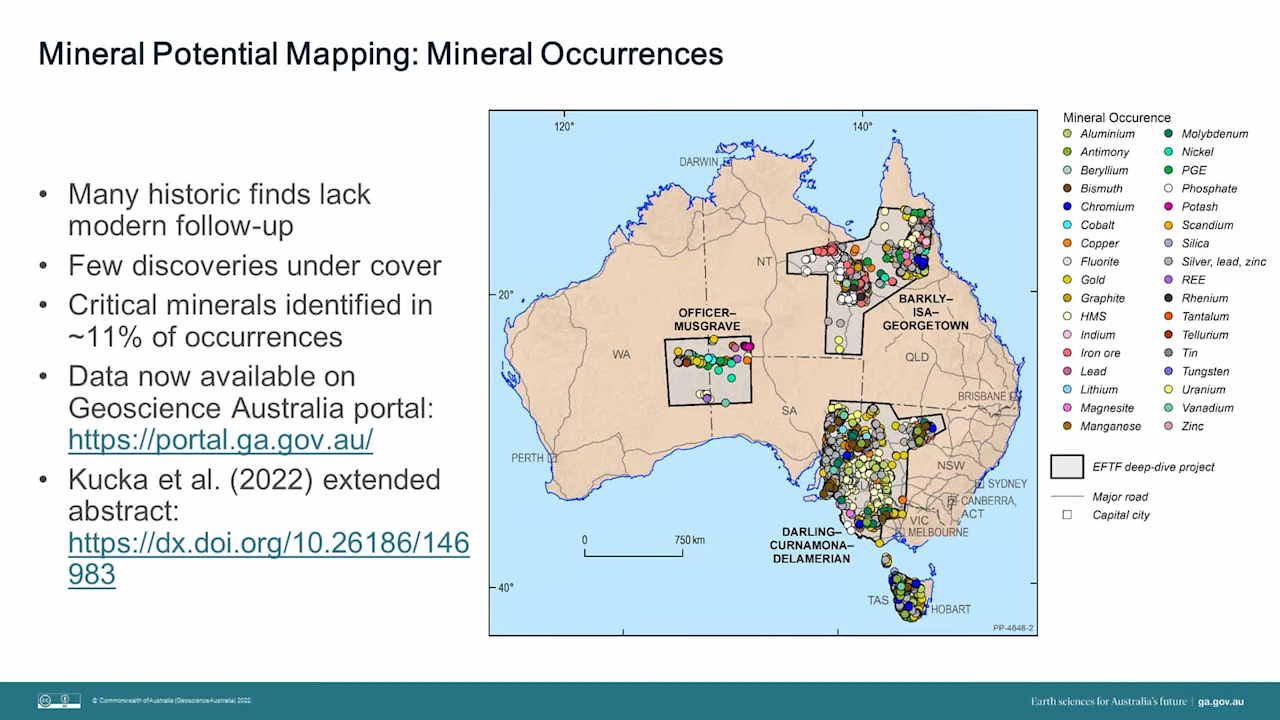 Mineral Potential Mapping: Mineral Occurrences
• Many historic finds lack
modern follow-up
• Few discoveries under cover
• Critical minerals identified in
~11% of occurrences
• Data now available on
Geoscience Australia portal:
https://portal.ga.gov.au/
• Kucka et al. (2022) extended
abstract:
https://dx.doi.org/10.26186/146
983
120°
140°
DARWIN
NT
20°
BARKLY–
ISA–
GEORGETOWN
OFFICER–
MUSGRAVE
WA
QLD
BRISBANE
SA
PERTH
NSW
SYDNEY
CANBERRA,
ACT
VIC
MELBOURNE
DARLING–
CURNAMONA–
DELAMERIAN
0
750 km
40°
TAS
HOBART
PP-4646-2
Mineral Occurence
Aluminium
Antimony
Beryllium
Bismuth
Chromium
Cobalt
Copper
Fluorite
Gold
Graphite
HMS
Indium
Iron ore
Lead
Lithium
Magnesite
Manganese
Molybdenum
Nickel
PGE
Phosphate
Potash
Scandium
Silica
Silver, lead, zinc
REE
Rhenium
Tantalum
Tellurium
Tin
Tungsten
Uranium
Vanadium
Zinc
EFTF deep-dive project
Major road
Capital city
© Commonwealth of Australia (Geoscience Australia) 2022.
Earth sciences for Australia's future | ga.gov.au